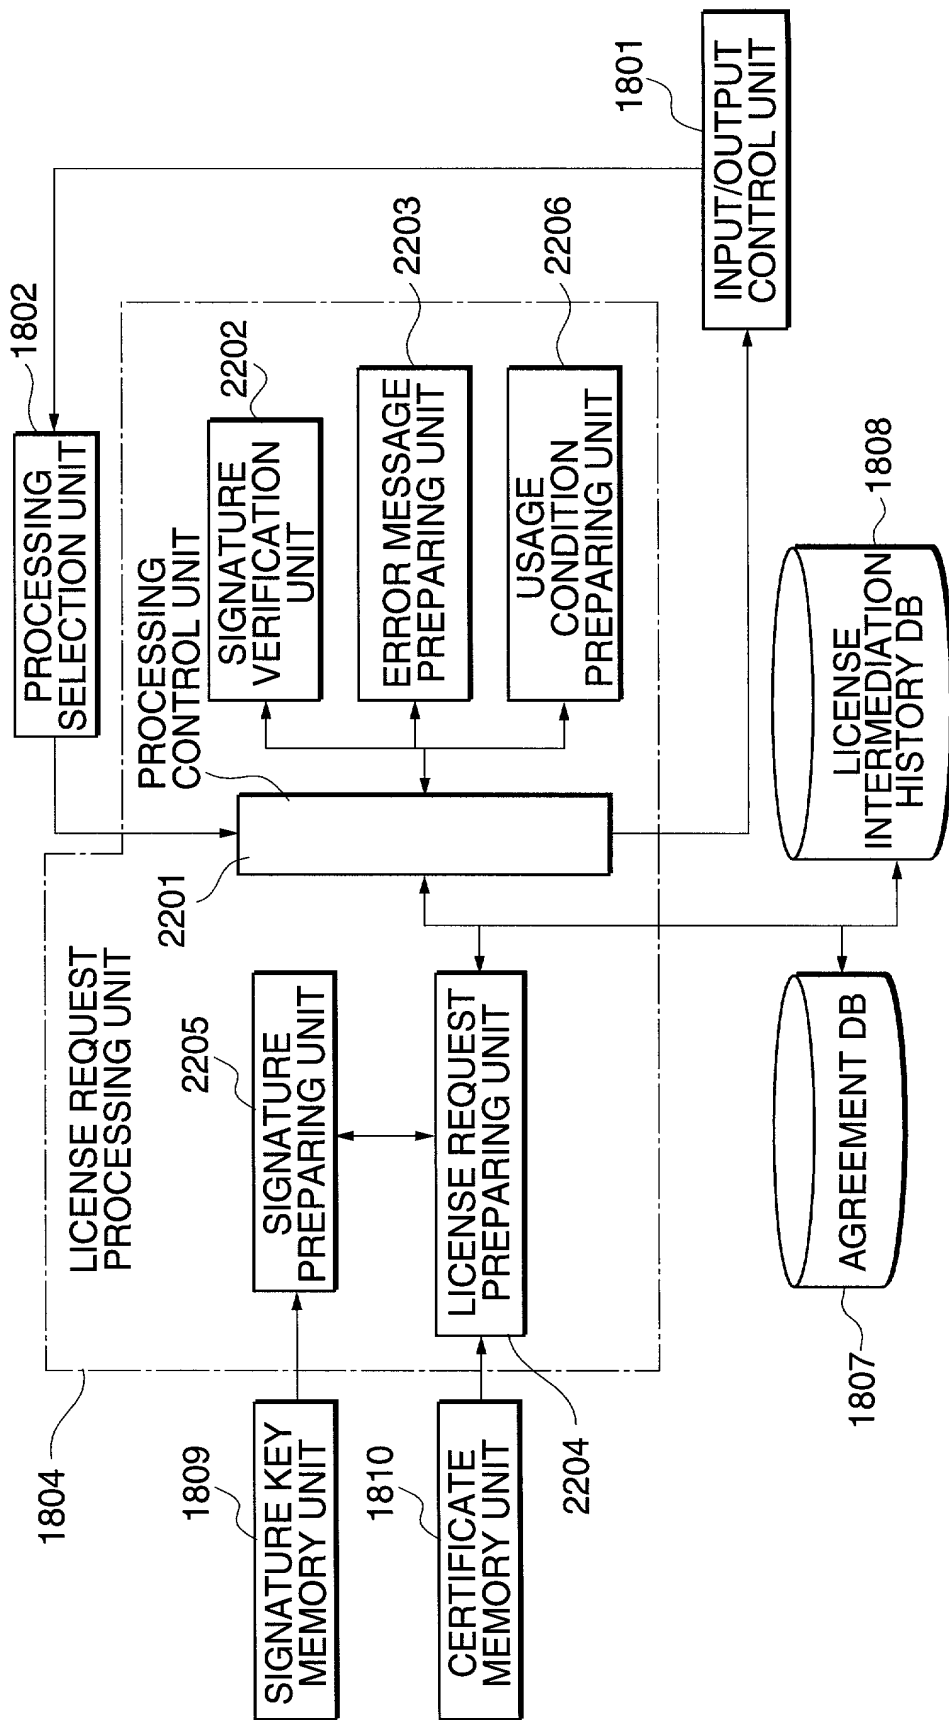 1804
LICENSE REQUEST
PROCESSING UNIT
1802
PROCESSING
SELECTION UNIT
PROCESSING
CONTROL UNIT
2201
2202
SIGNATURE
VERIFICATION
UNIT
2203
ERROR MESSAGE
PREPARING UNIT
2206
USAGE
CONDITION
PREPARING UNIT
1801
INPUT/OUTPUT
CONTROL UNIT
1809
SIGNATURE KEY
MEMORY UNIT
2205
SIGNATURE
PREPARING UNIT
1810
CERTIFICATE
MEMORY UNIT
2204
LICENSE REQUEST
PREPARING UNIT
1807
AGREEMENT DB
1808
LICENSE
INTERMEDIATION
HISTORY DB